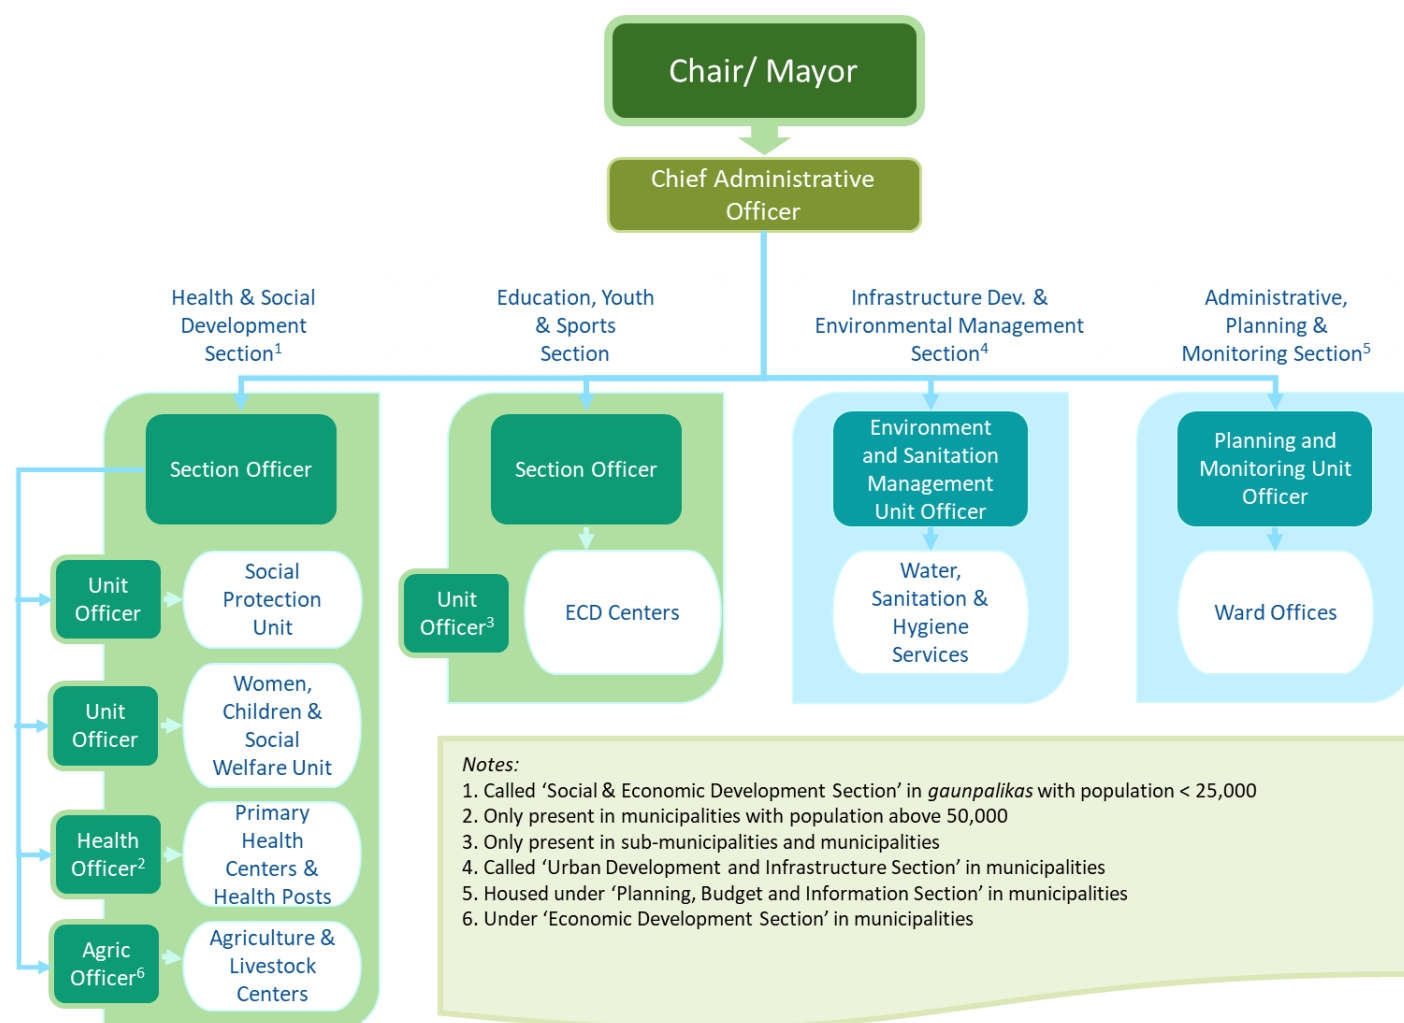 Chair/ Mayor
Chief Administrative
Officer
Health & Social
Development
Section¹
Education, Youth
& Sports
Section
Infrastructure Dev. &
Environmental Management
Section⁴
Administrative,
Planning &
Monitoring Section⁵
Section Officer
Section Officer
Environment
and Sanitation
Management
Unit Officer
Planning and
Monitoring Unit
Officer
Unit
Officer
Social
Protection
Unit
Unit
Officer³
ECD Centers
Water,
Sanitation &
Hygiene
Services
Ward Offices
Unit
Officer
Women,
Children &
Social
Welfare Unit
Health
Officer²
Primary
Health
Centers &
Health Posts
Agric
Officer⁶
Agriculture &
Livestock
Centers
Notes:
1. Called ‘Social & Economic Development Section’ in gaunpalikas with population < 25,000
2. Only present in municipalities with population above 50,000
3. Only present in sub-municipalities and municipalities
4. Called ‘Urban Development and Infrastructure Section’ in municipalities
5. Housed under ‘Planning, Budget and Information Section’ in municipalities
6. Under ‘Economic Development Section’ in municipalities